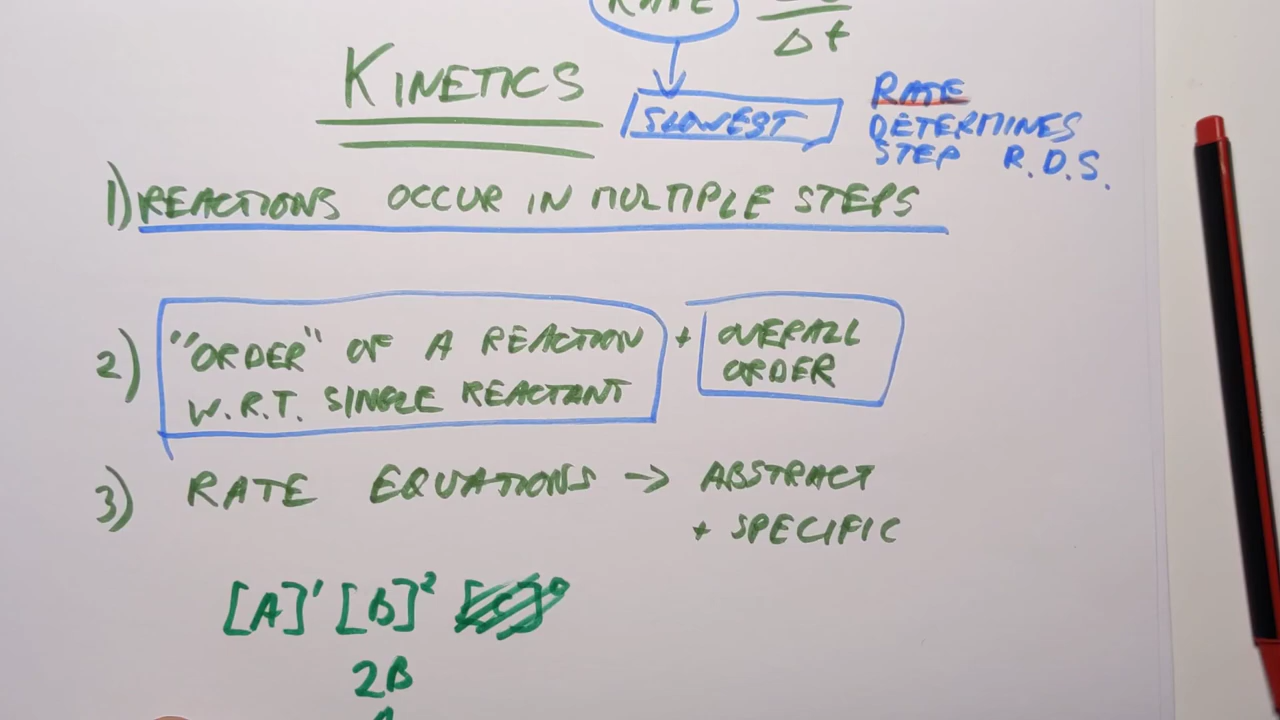 RATE
Δt
KINETICS
SLOWEST
RATE
DETERMINES
STEP R.D.S.
1) REACTIONS OCCUR IN MULTIPLE STEPS
2) "ORDER" OF A REACTION + OVERALL
W.R.T. SINGLE REACTANT ORDER
3) RATE EQUATIONS → ABSTRACT
+ SPECIFIC
[A]' [B]² [C]⁰
2B